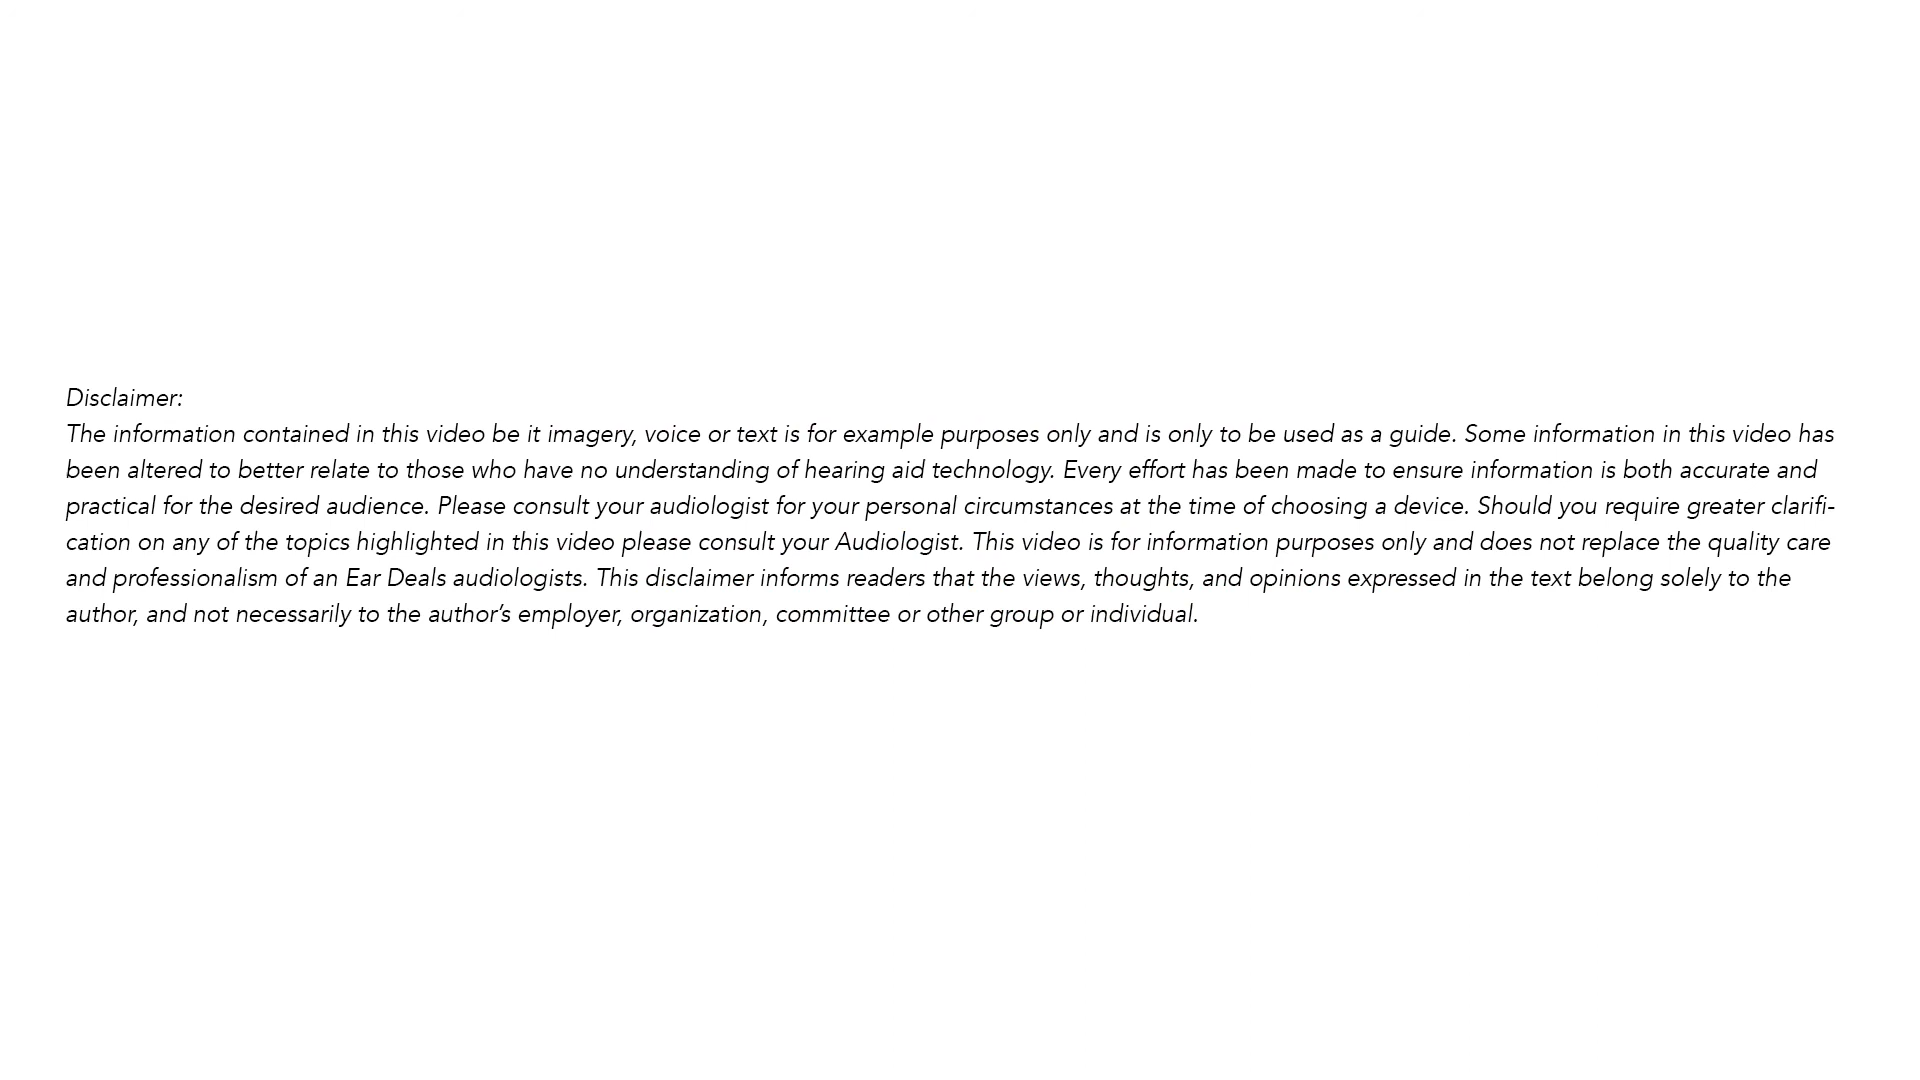 Disclaimer:
The information contained in this video be it imagery, voice or text is for example purposes only and is only to be used as a guide. Some information in this video has
been altered to better relate to those who have no understanding of hearing aid technology. Every effort has been made to ensure information is both accurate and
practical for the desired audience. Please consult your audiologist for your personal circumstances at the time of choosing a device. Should you require greater clarifi-
cation on any of the topics highlighted in this video please consult your Audiologist. This video is for information purposes only and does not replace the quality care
and professionalism of an Ear Deals audiologists. This disclaimer informs readers that the views, thoughts, and opinions expressed in the text belong solely to the
author, and not necessarily to the author’s employer, organization, committee or other group or individual.